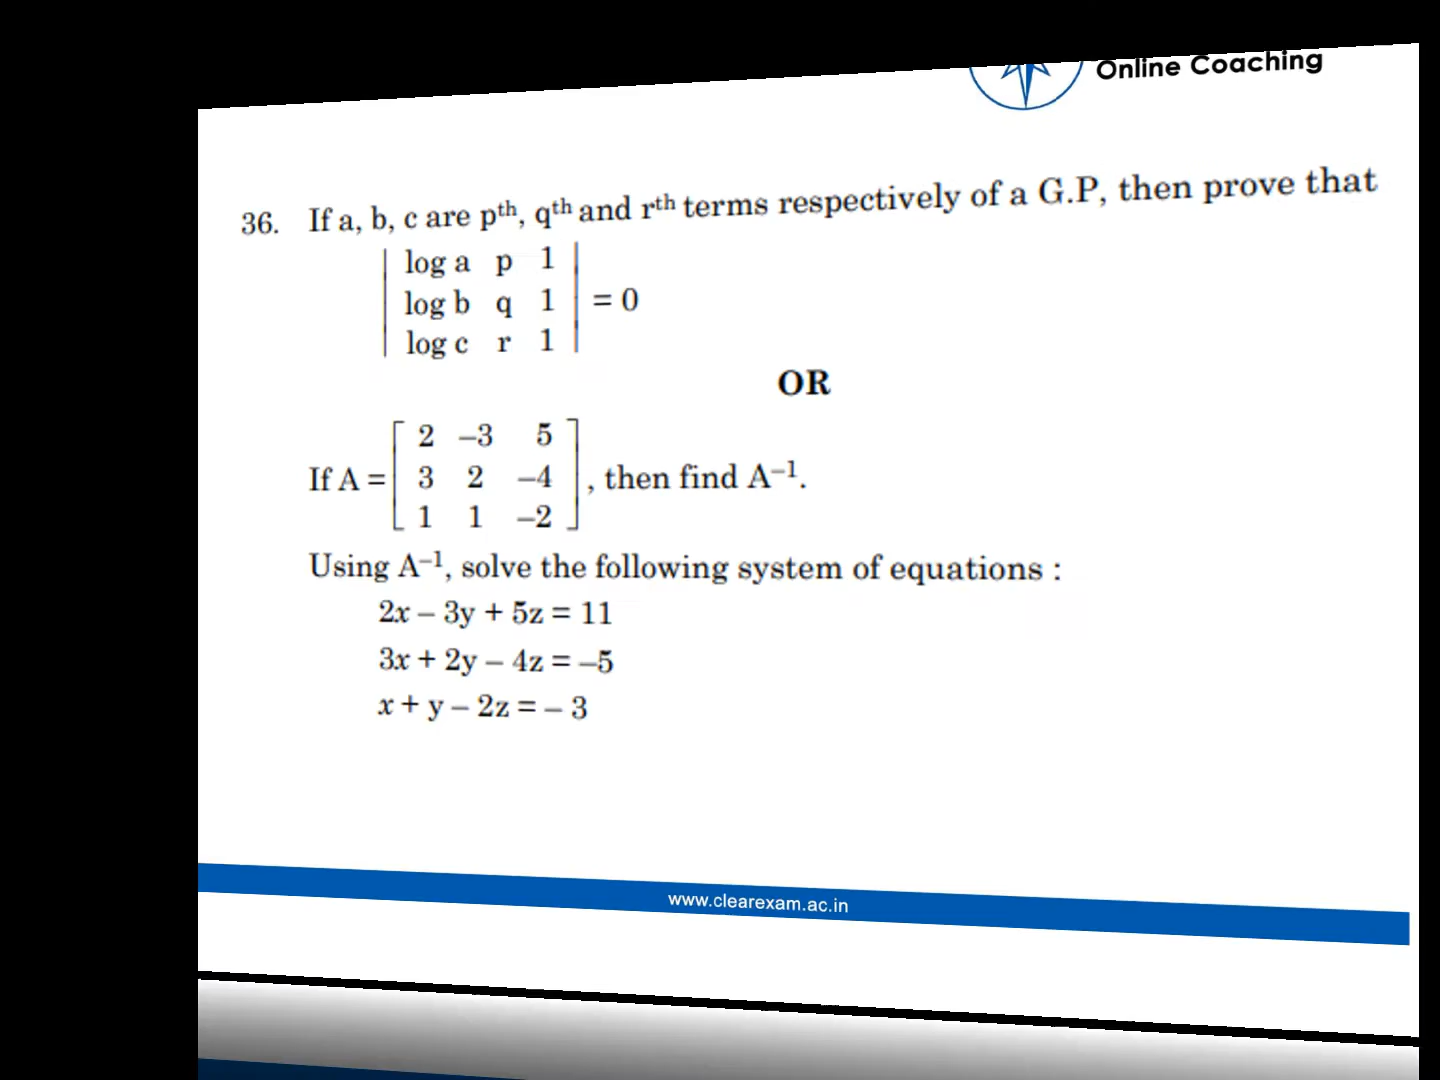 Online Coaching
36. If a, b, c are pᵗʰ, qᵗʰ and rᵗʰ terms respectively of a G.P, then prove that
| log a p 1 |
| log b q 1 | = 0
| log c r 1 |
OR
[ 2 –3 5 ]
If A = [ 3 2 –4 ] , then find A⁻¹.
[ 1 1 –2 ]
Using A⁻¹, solve the following system of equations :
2x – 3y + 5z = 11
3x + 2y – 4z = –5
x + y – 2z = – 3
www.clearexam.ac.in